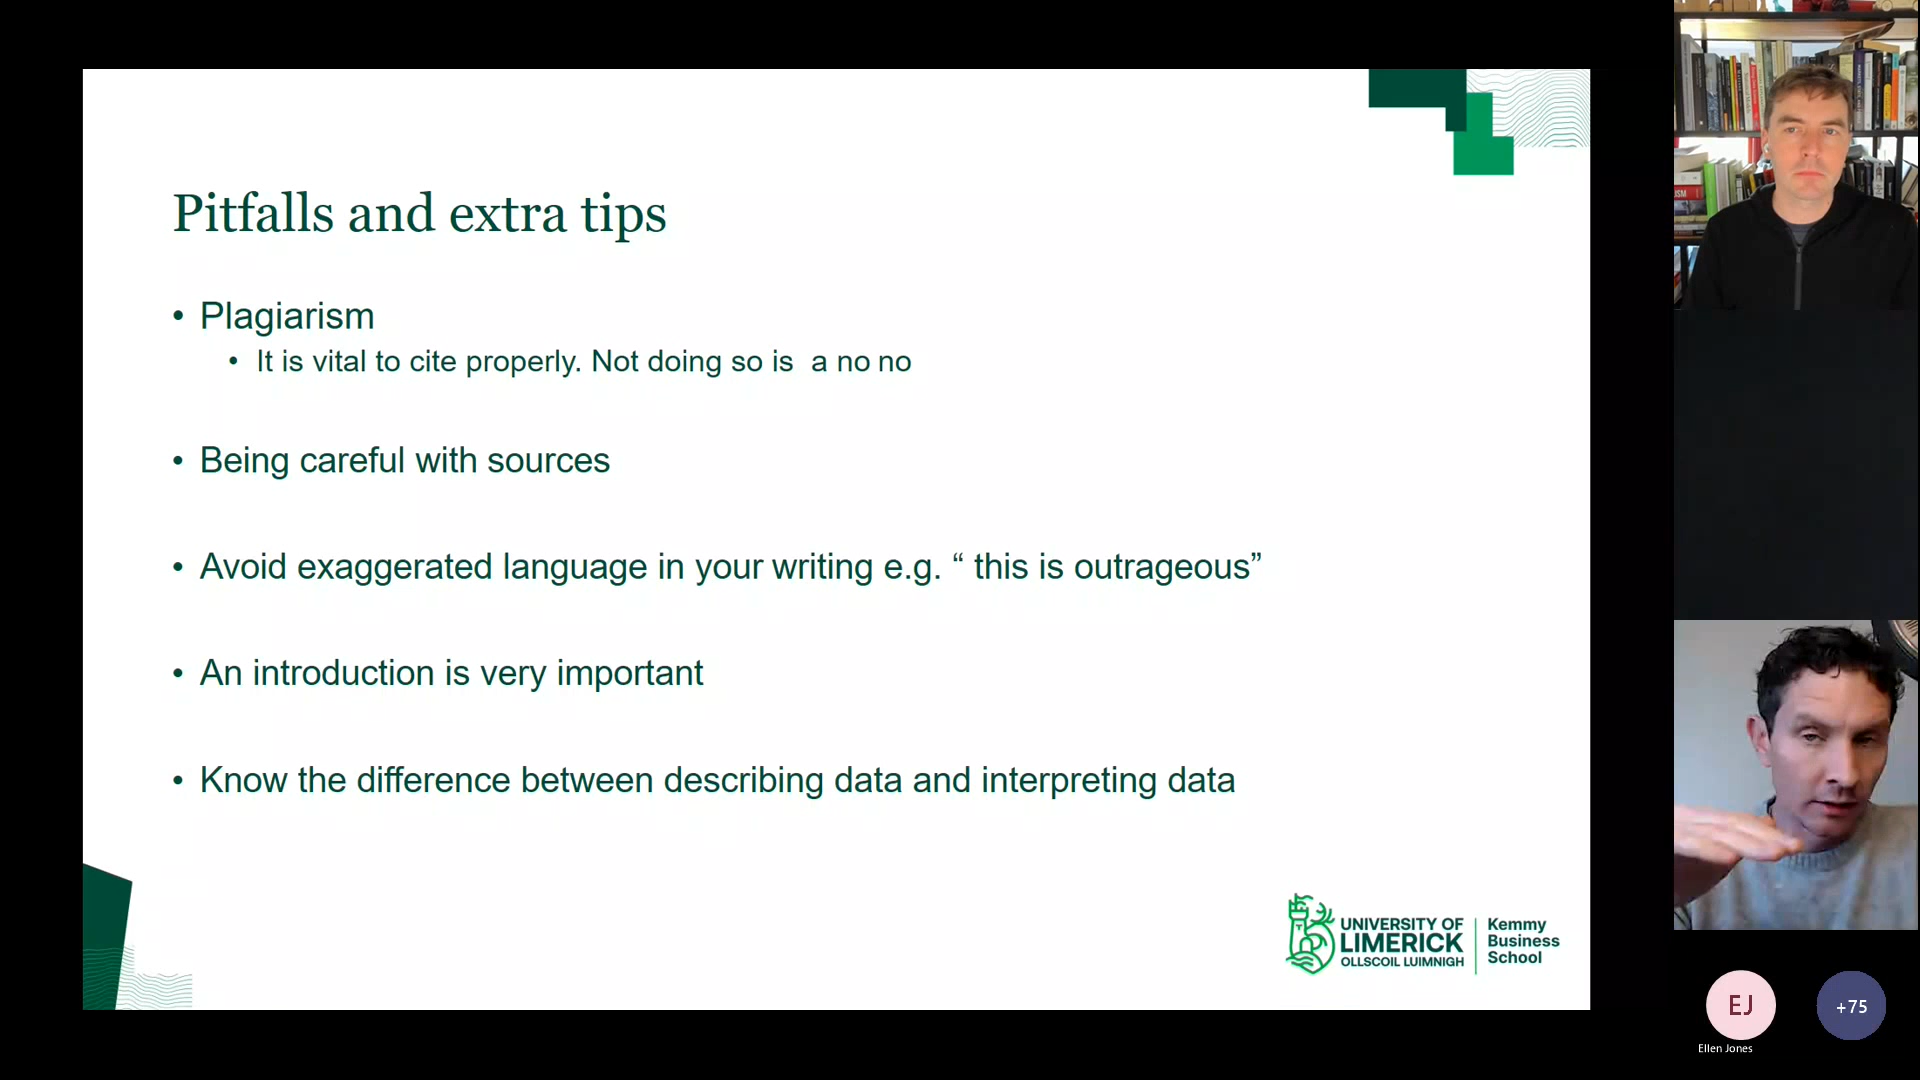 Pitfalls and extra tips
• Plagiarism
• It is vital to cite properly. Not doing so is  a no no
• Being careful with sources
• Avoid exaggerated language in your writing e.g. “ this is outrageous”
• An introduction is very important
• Know the difference between describing data and interpreting data
UNIVERSITY OF
LIMERICK
OLLSCOIL LUIMNIGH
Kemmy
Business
School
EJ
+75
Ellen Jones